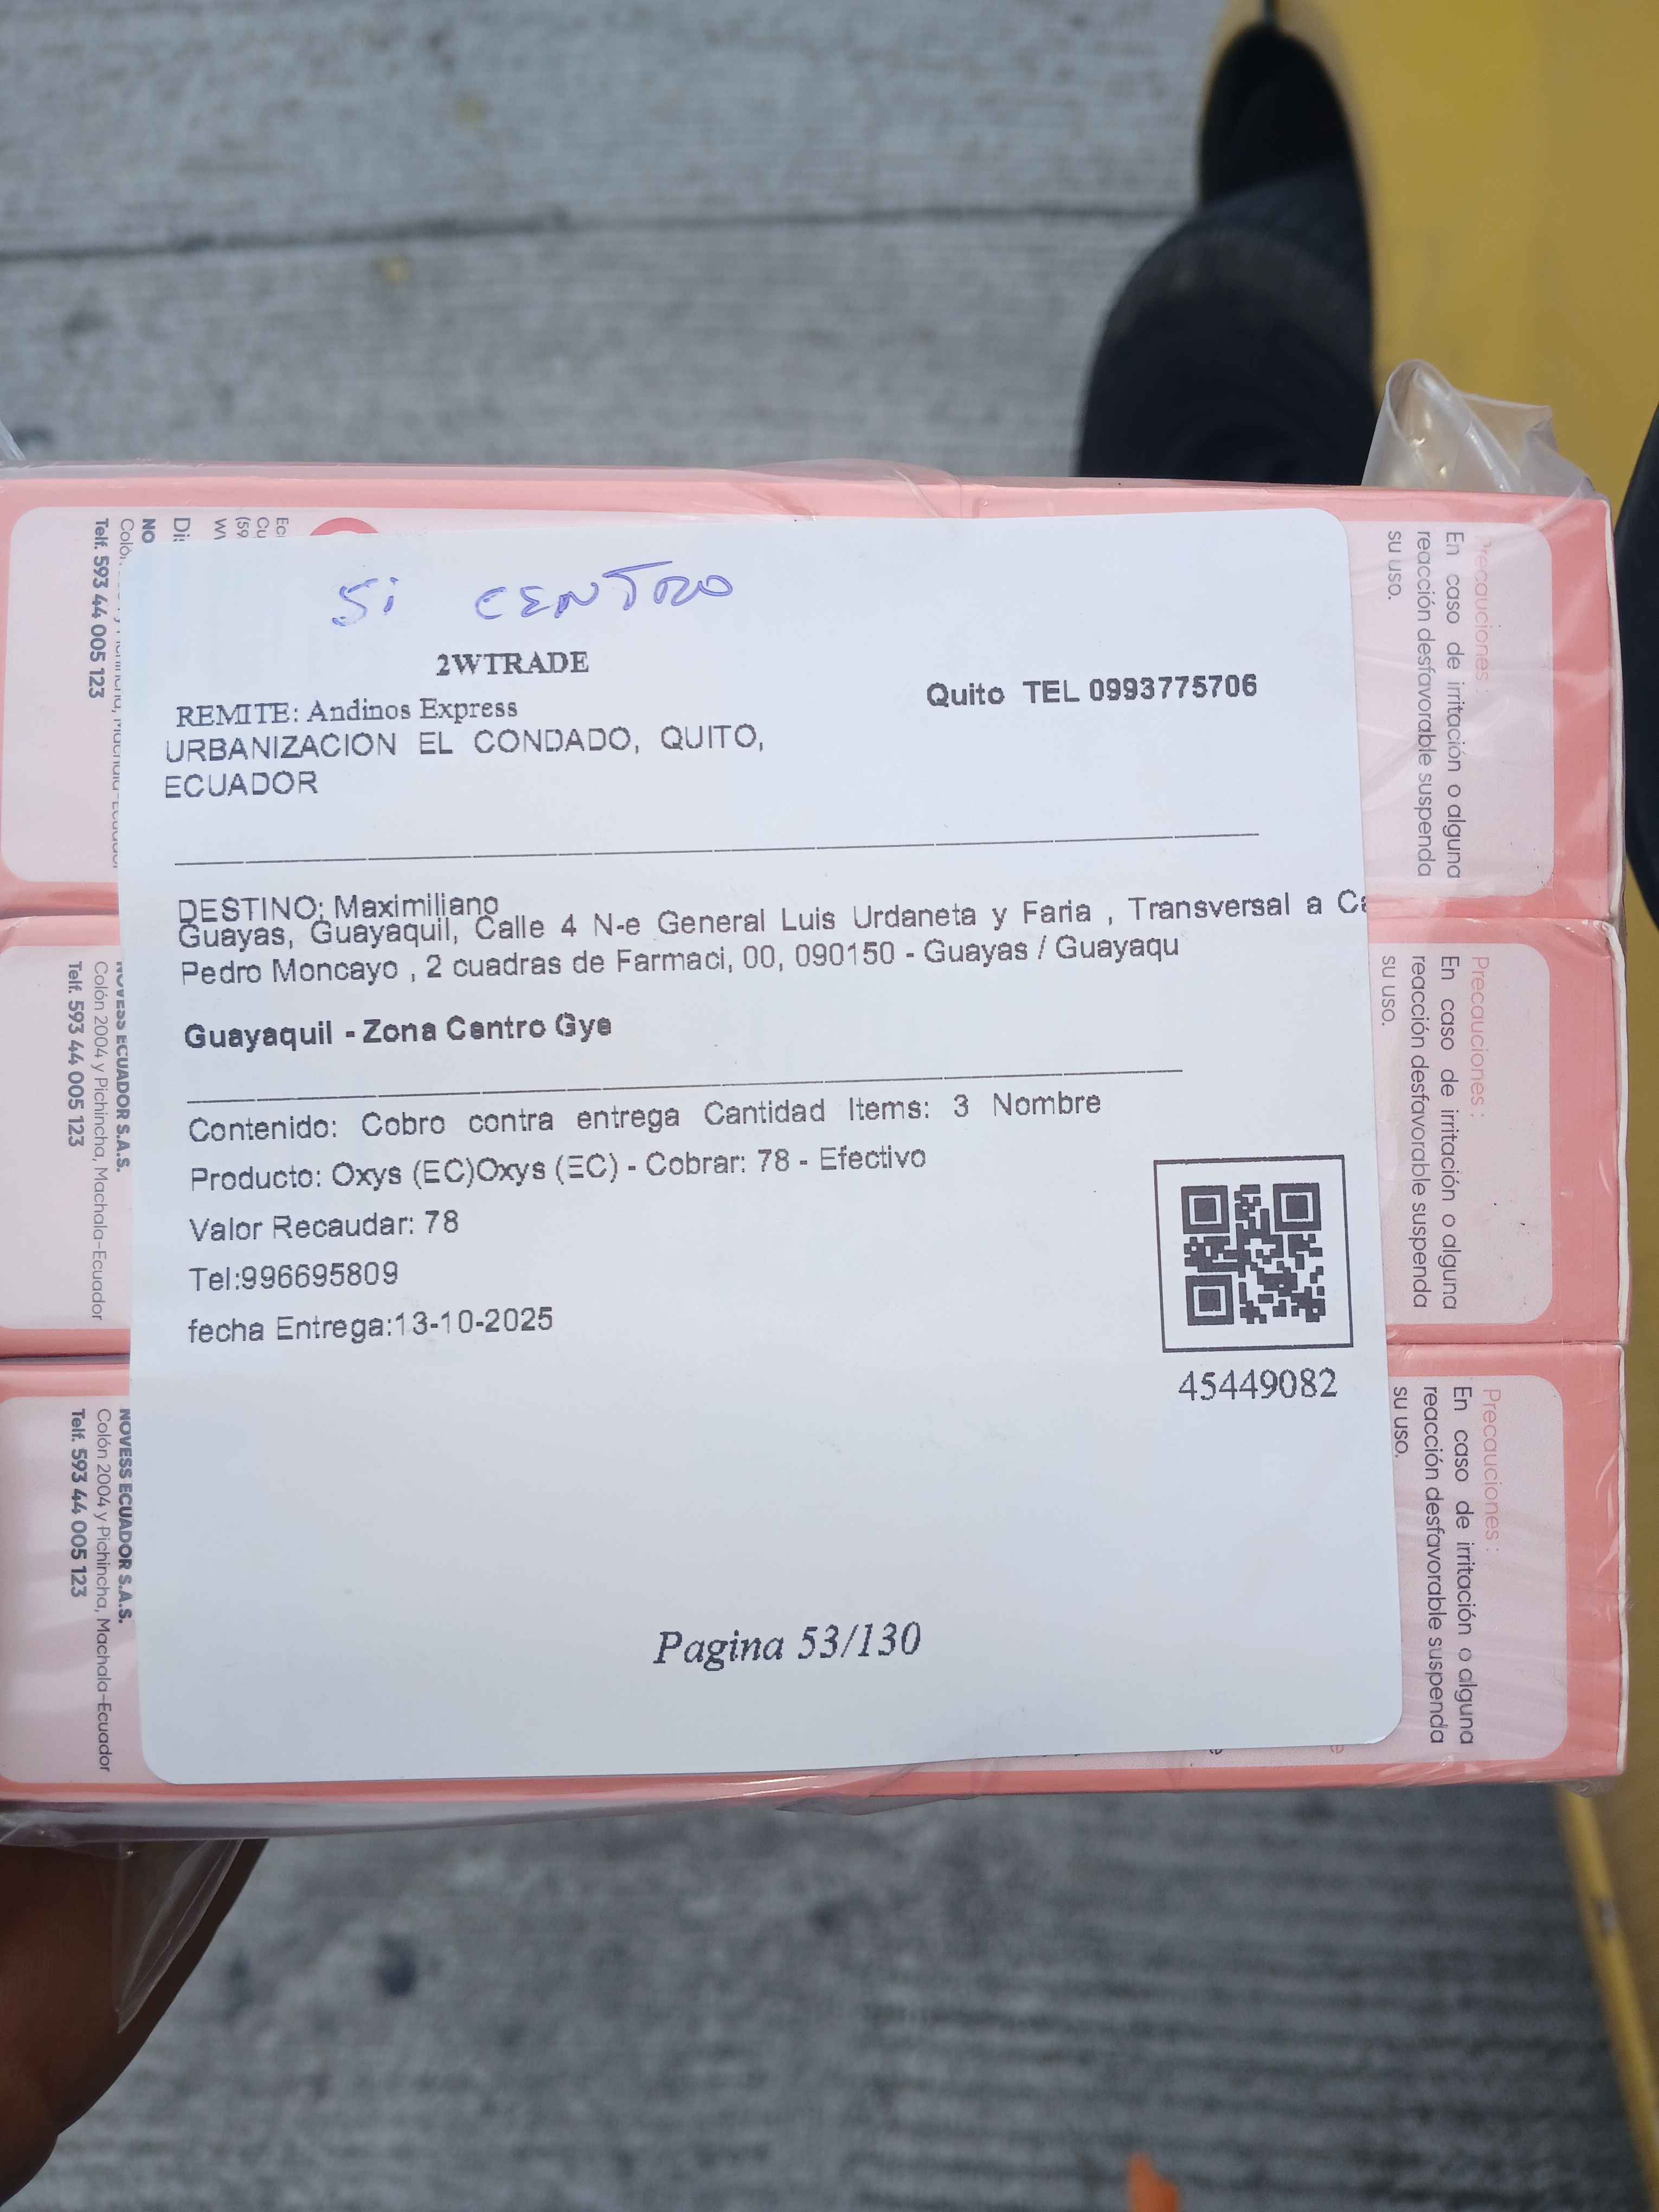 Si CENTRO
2WTRADE
REMITE: Andinos Express
Quito TEL 0993775706
URBANIZACION EL CONDADO, QUITO,
ECUADOR
DESTINO: Maximiliano
Guayas, Guayaquil, Calle 4 N-e General Luis Urdaneta y Faria , Transversal a Ca
Pedro Moncayo , 2 cuadras de Farmaci, 00, 090150 - Guayas / Guayaqu
Guayaquil - Zona Centro Gye
Contenido: Cobro contra entrega Cantidad Items: 3 Nombre
Producto: Oxys (EC)Oxys (EC) - Cobrar: 78 - Efectivo
Valor Recaudar: 78
Tel:996695809
fecha Entrega:13-10-2025
45449082
Pagina 53/130
Precauciones :
En caso de irritación o alguna
reacción desfavorable suspenda
su uso.
Precauciones :
En caso de irritación o alguna
reacción desfavorable suspenda
su uso.
Precauciones :
En caso de irritación o alguna
reacción desfavorable suspenda
su uso.
NO
Telf. 593 44 005 123
NOVESS ECUADOR S.A.S.
Colón 2004 y Pichincha, Machala-Ecuador
Telf. 593 44 005 123
NOVESS ECUADOR S.A.S.
Colón 2004 y Pichincha, Machala-Ecuador
Telf. 593 44 005 123